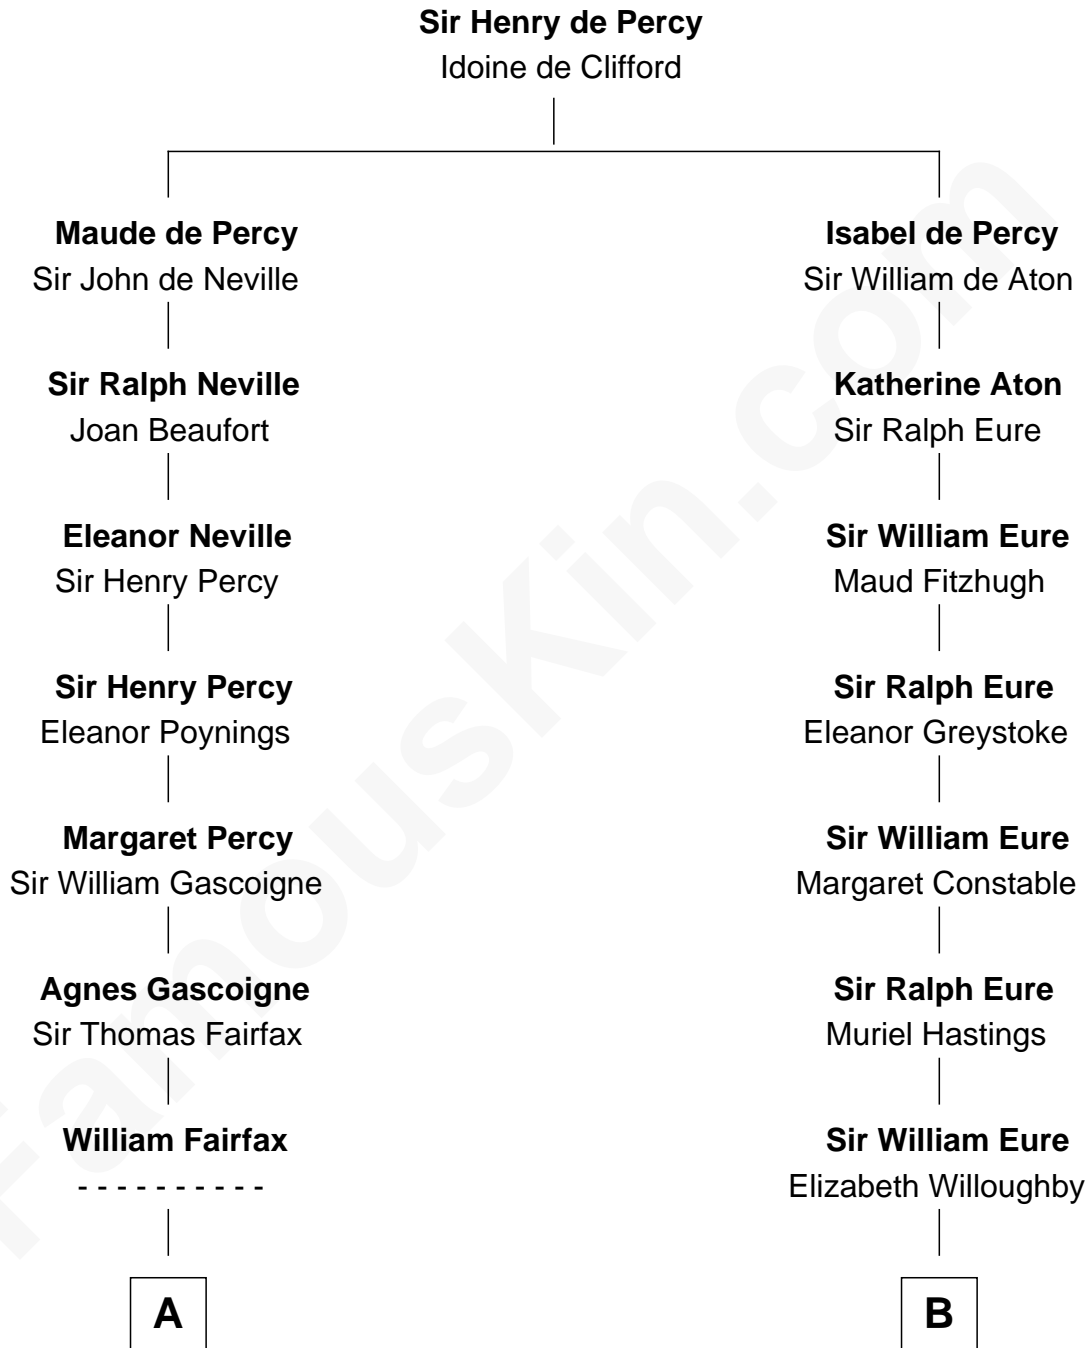 Sir Henry de Percy
Idoine de Clifford
Maude de Percy
Sir John de Neville
Isabel de Percy
Sir William de Aton
Sir Ralph Neville
Joan Beaufort
Katherine Aton
Sir Ralph Eure
Eleanor Neville
Sir Henry Percy
Sir William Eure
Maud Fitzhugh
Sir Henry Percy
Eleanor Poynings
Sir Ralph Eure
Eleanor Greystoke
Margaret Percy
Sir William Gascoigne
Sir William Eure
Margaret Constable
Agnes Gascoigne
Sir Thomas Fairfax
Sir Ralph Eure
Muriel Hastings
William Fairfax
- - - - - - - - - -
Sir William Eure
Elizabeth Willoughby
A
B
FamousKin.com